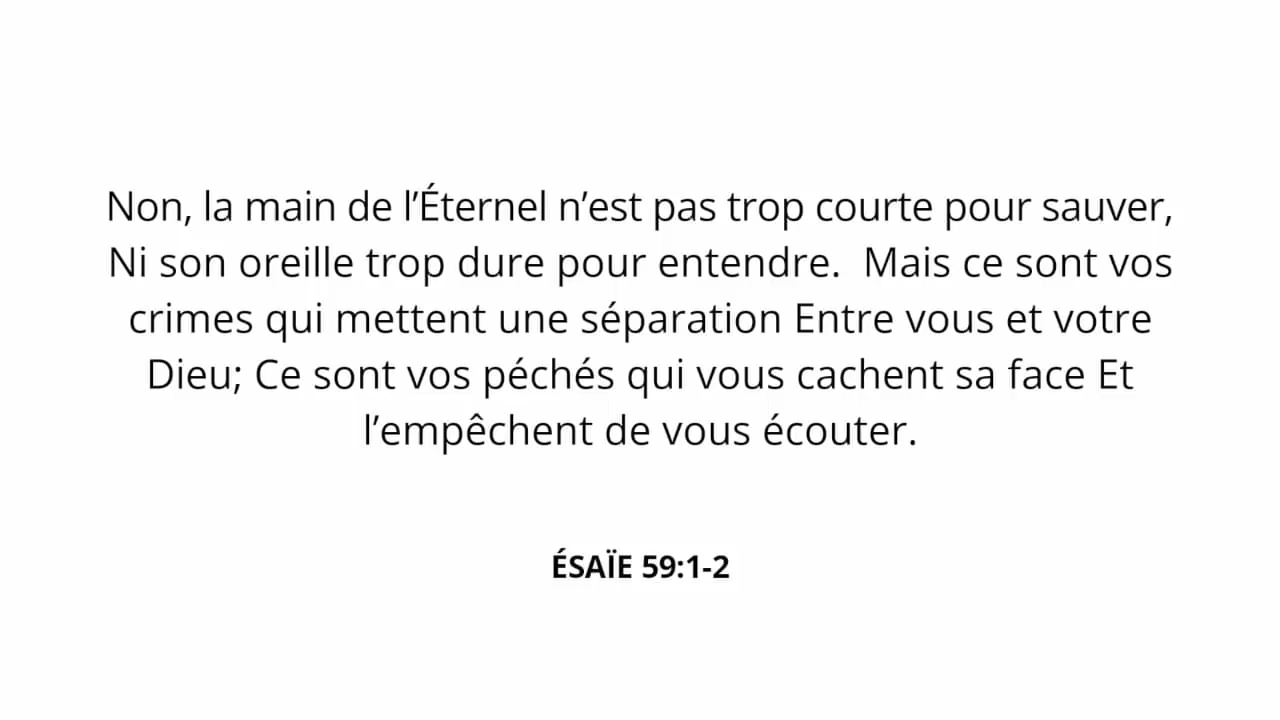 Non, la main de l’Éternel n’est pas trop courte pour sauver,
Ni son oreille trop dure pour entendre.  Mais ce sont vos
crimes qui mettent une séparation Entre vous et votre
Dieu; Ce sont vos péchés qui vous cachent sa face Et
l’empêchent de vous écouter.
ÉSAÏE 59:1-2